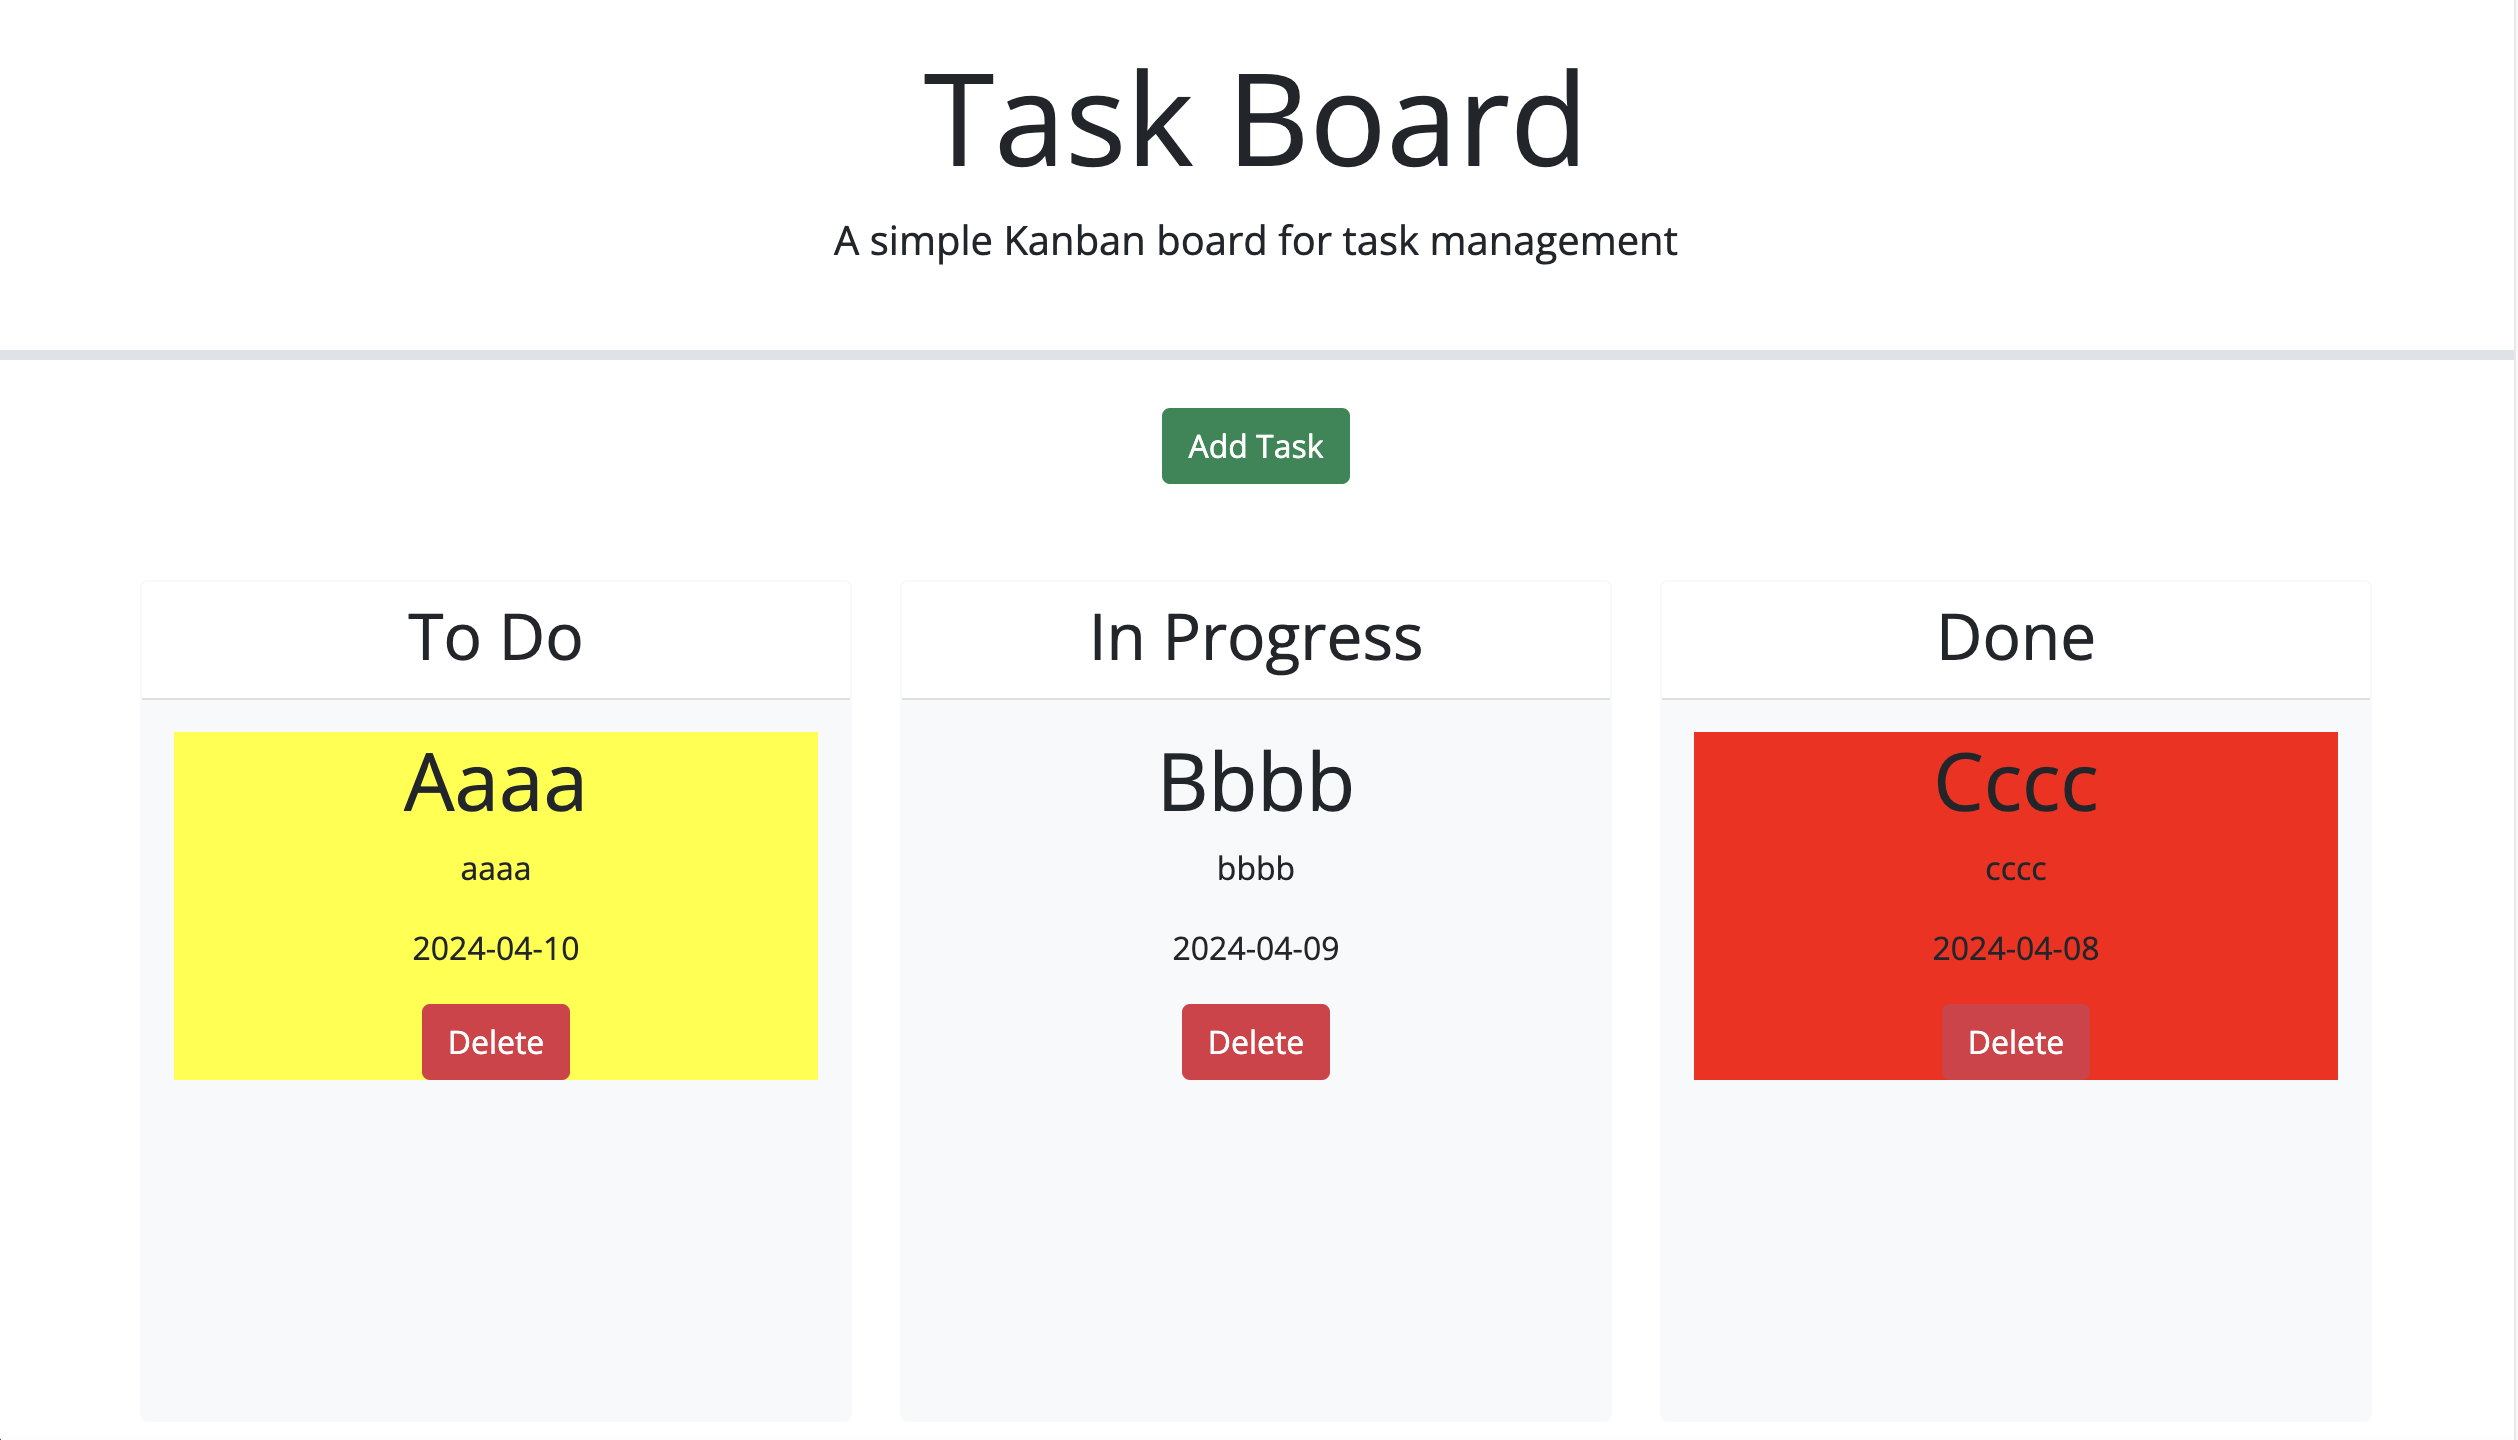 Task Board
A simple Kanban board for task management
Add Task
To Do
Aaaa
aaaa
2024-04-10
Delete
In Progress
Bbbb
bbbb
2024-04-09
Delete
Done
Cccc
cccc
2024-04-08
Delete